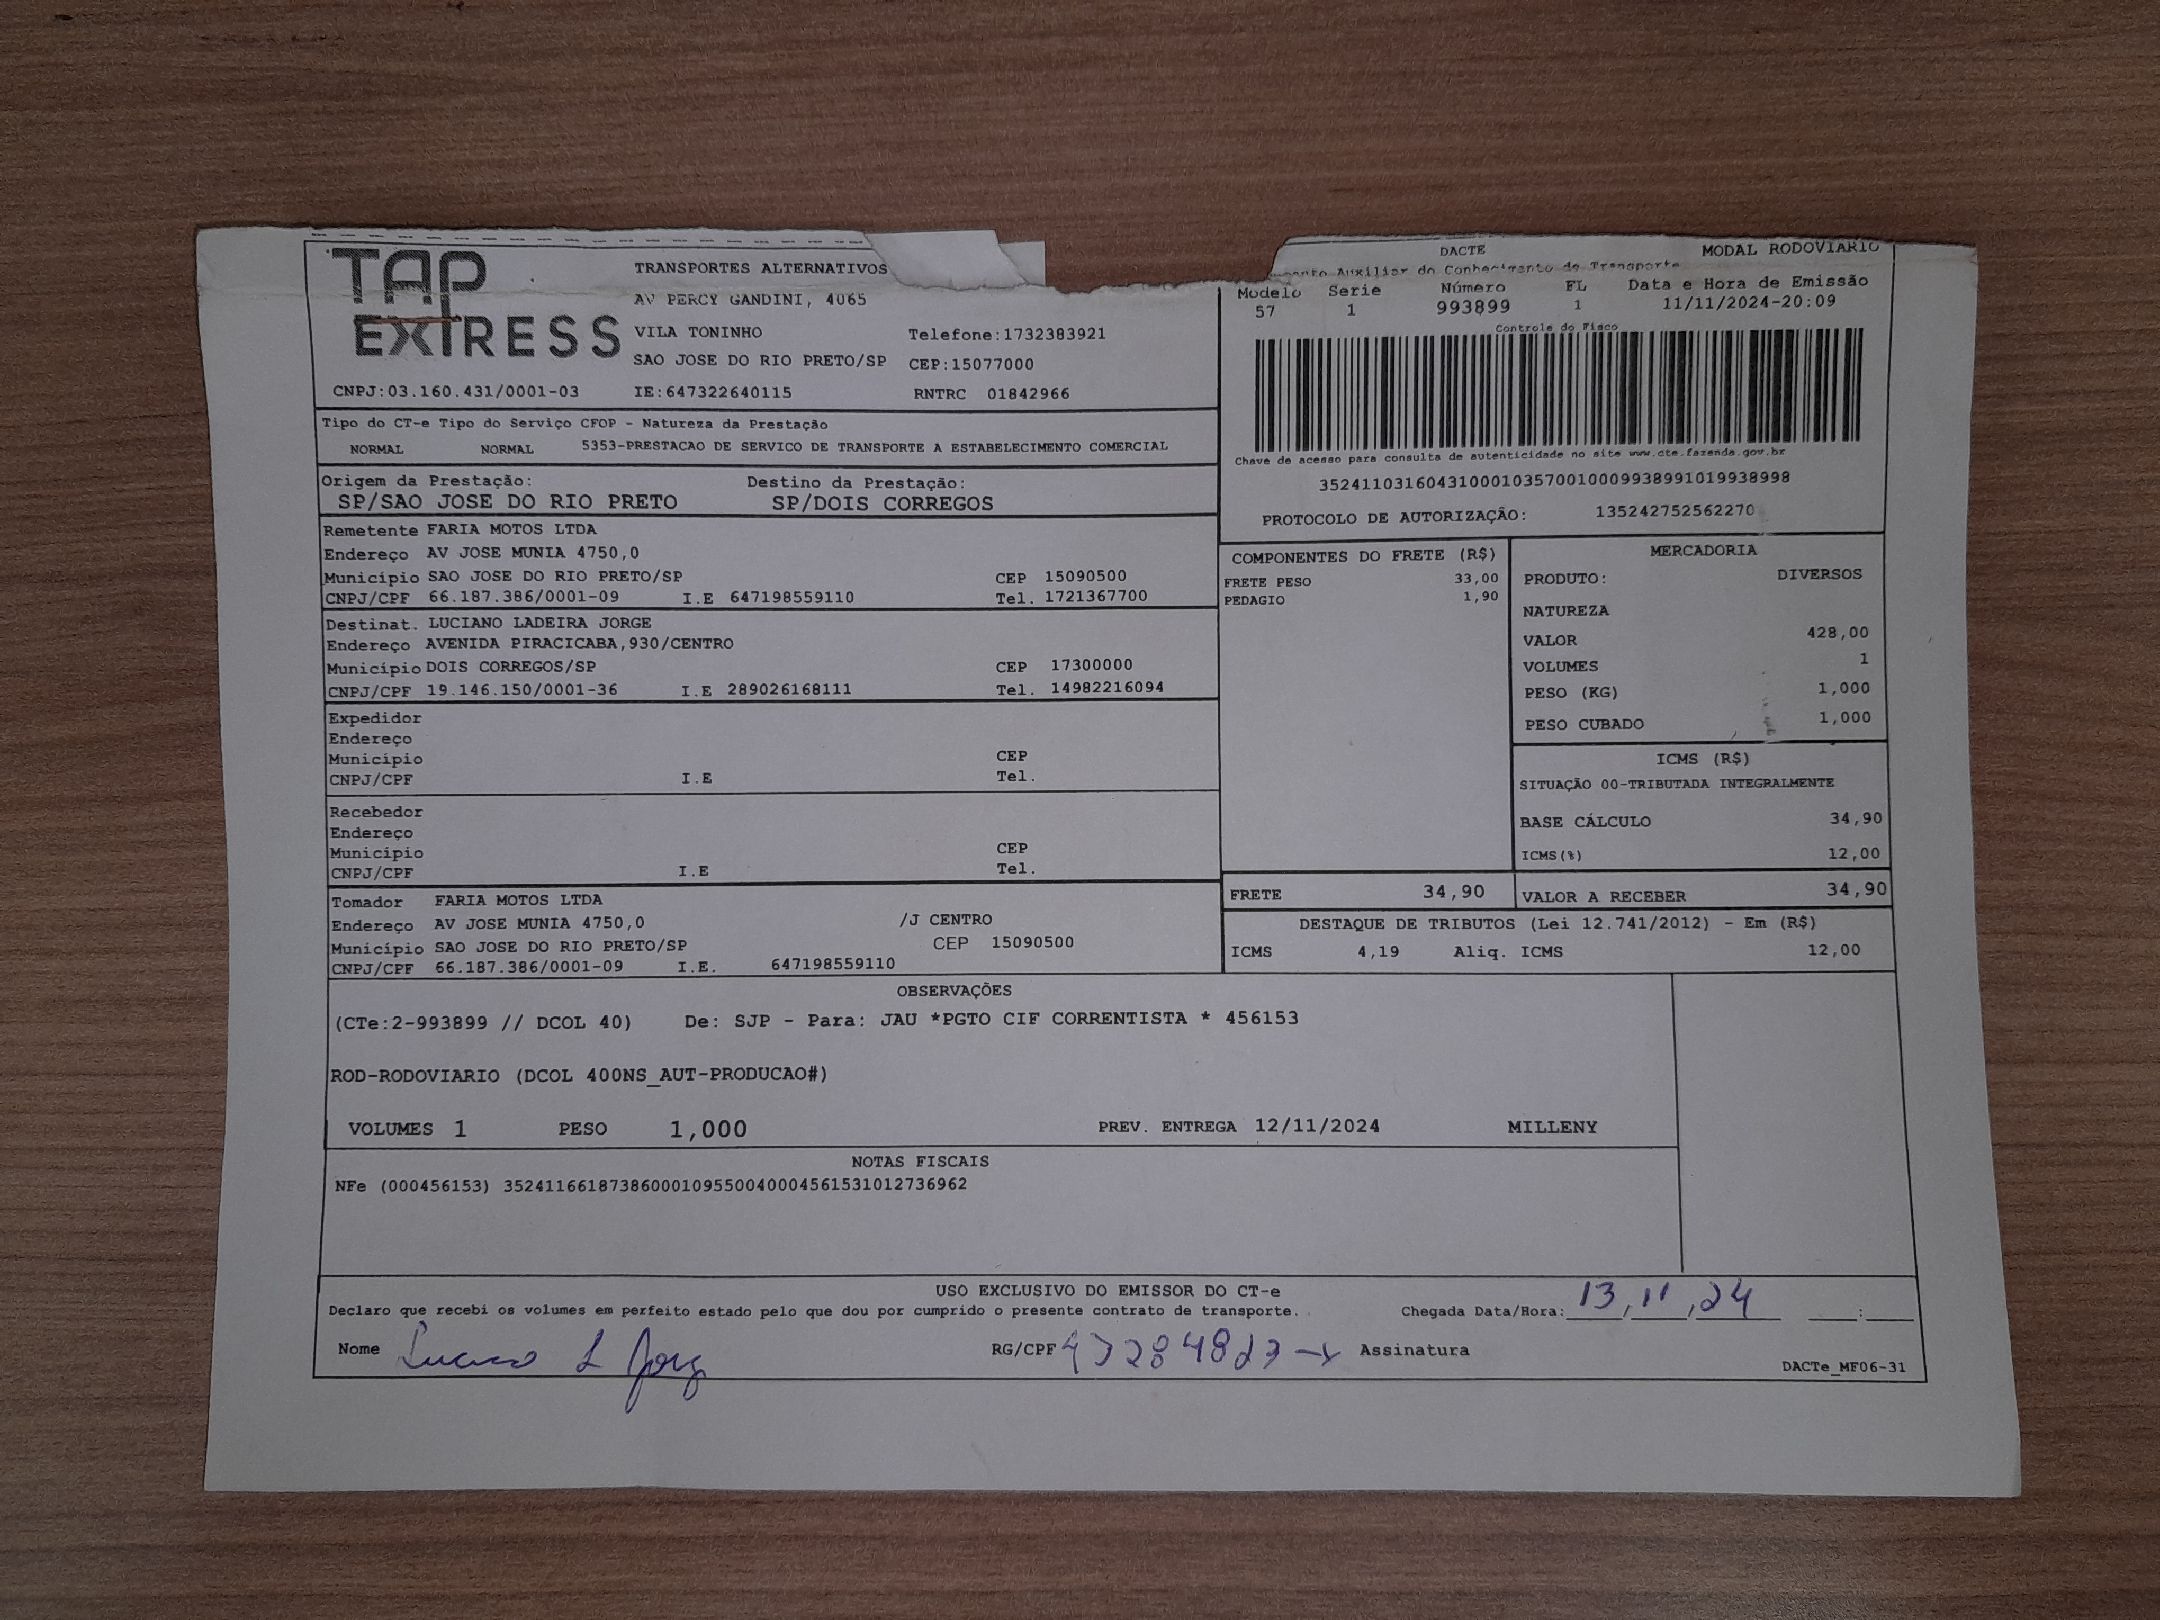 TAP
EXPRESS
TRANSPORTES ALTERNATIVOS
AV PERCY GANDINI, 4065
VILA TONINHO
Telefone:1732383921
SAO JOSE DO RIO PRETO/SP CEP:15077000
CNPJ:03.160.431/0001-03 IE:647322640115 RNTRC 01842966
DACTE MODAL RODOVIARIO
Auxiliar do Conhecimento de Transporte
Modelo Serie Número FL Data e Hora de Emissão
57 1 993899 1 11/11/2024-20:09
Controle do Fisco
Chave de acesso para consulta de autenticidade no site www.cte.fazenda.gov.br
35241103160431000103570010009938991019938998
PROTOCOLO DE AUTORIZAÇÃO: 135242752562270
Tipo do CT-e Tipo do Serviço CFOP - Natureza da Prestação
NORMAL NORMAL 5353-PRESTACAO DE SERVICO DE TRANSPORTE A ESTABELECIMENTO COMERCIAL
Origem da Prestação: Destino da Prestação:
SP/SAO JOSE DO RIO PRETO SP/DOIS CORREGOS
Remetente FARIA MOTOS LTDA
Endereço AV JOSE MUNIA 4750,0
Município SAO JOSE DO RIO PRETO/SP CEP 15090500
CNPJ/CPF 66.187.386/0001-09 I.E 647198559110 Tel. 1721367700
Destinat. LUCIANO LADEIRA JORGE
Endereço AVENIDA PIRACICABA,930/CENTRO
Município DOIS CORREGOS/SP CEP 17300000
CNPJ/CPF 19.146.150/0001-36 I.E 289026168111 Tel. 14982216094
Expedidor
Endereço
Município CEP
CNPJ/CPF I.E Tel.
Recebedor
Endereço
Município CEP
CNPJ/CPF I.E Tel.
Tomador FARIA MOTOS LTDA
Endereço AV JOSE MUNIA 4750,0 /J CENTRO
Município SAO JOSE DO RIO PRETO/SP CEP 15090500
CNPJ/CPF 66.187.386/0001-09 I.E. 647198559110
COMPONENTES DO FRETE (R$)
FRETE PESO 33,00
PEDAGIO 1,90
MERCADORIA
PRODUTO: DIVERSOS
NATUREZA
VALOR 428,00
VOLUMES 1
PESO (KG) 1,000
PESO CUBADO 1,000
ICMS (R$)
SITUAÇÃO 00-TRIBUTADA INTEGRALMENTE
BASE CÁLCULO 34,90
ICMS(%) 12,00
FRETE 34,90 VALOR A RECEBER 34,90
DESTAQUE DE TRIBUTOS (Lei 12.741/2012) - Em (R$)
ICMS 4,19 Aliq. ICMS 12,00
OBSERVAÇÕES
(CTe:2-993899 // DCOL 40) De: SJP - Para: JAU *PGTO CIF CORRENTISTA * 456153
ROD-RODOVIARIO (DCOL 400NS_AUT-PRODUCAO#)
VOLUMES 1 PESO 1,000 PREV. ENTREGA 12/11/2024 MILLENY
NOTAS FISCAIS
NFe (000456153) 35241166187386000109550040004561531012736962
USO EXCLUSIVO DO EMISSOR DO CT-e
Declaro que recebi os volumes em perfeito estado pelo que dou por cumprido o presente contrato de transporte. Chegada Data/Hora: 13,11,24 :
Nome Luciano L Jorge RG/CPF Assinatura
DACTe_MF06-31